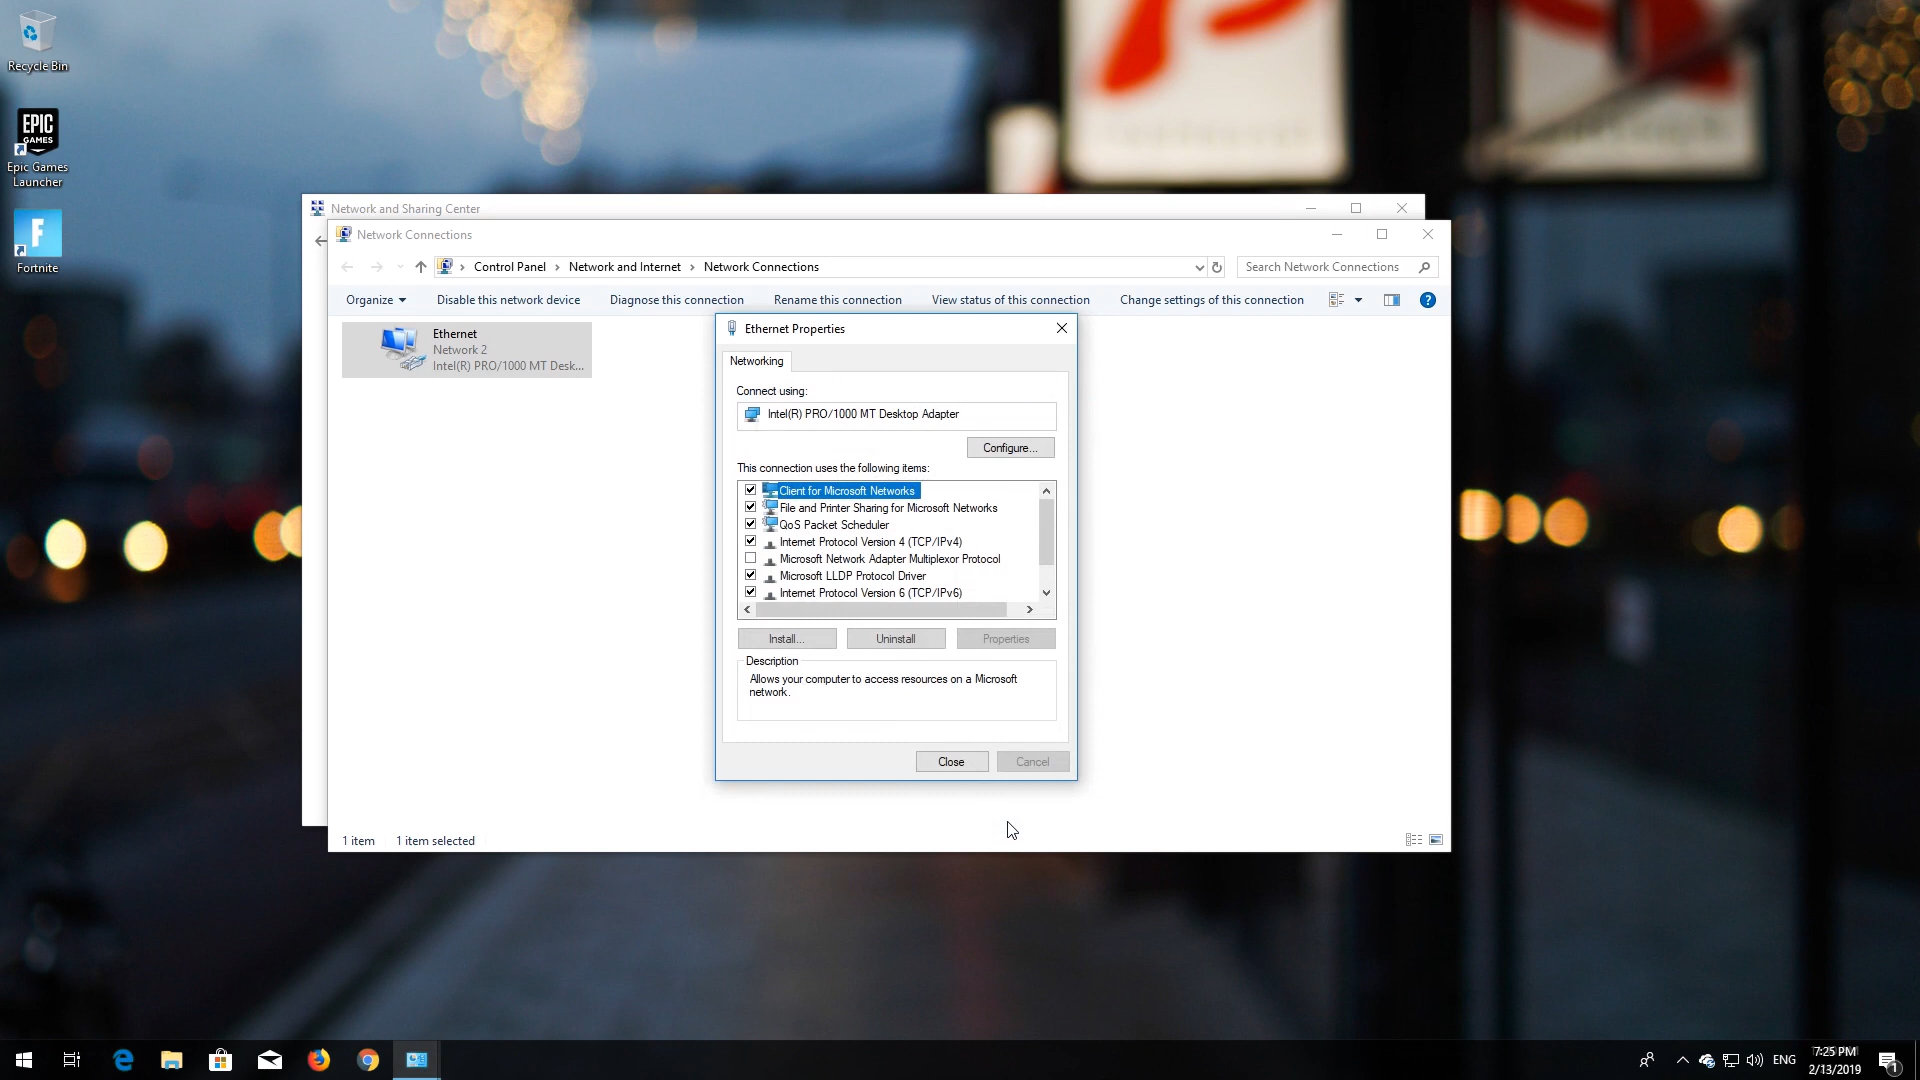 Recycle Bin
EPIC
GAMES
Epic Games
Launcher
F
Fortnite
Network and Sharing Center
Network Connections
Control Panel
Network and Internet
Network Connections
Search Network Connections
Organize
Disable this network device
Diagnose this connection
Rename this connection
View status of this connection
Change settings of this connection
?
Ethernet
Network 2
Intel(R) PRO/1000 MT Desk...
Ethernet Properties
Networking
Connect using:
Intel(R) PRO/1000 MT Desktop Adapter
Configure...
This connection uses the following items:
Client for Microsoft Networks
File and Printer Sharing for Microsoft Networks
QoS Packet Scheduler
Internet Protocol Version 4 (TCP/IPv4)
Microsoft Network Adapter Multiplexor Protocol
Microsoft LLDP Protocol Driver
Internet Protocol Version 6 (TCP/IPv6)
Install...
Uninstall
Properties
Description
Allows your computer to access resources on a Microsoft
network.
Close
Cancel
1 item
1 item selected
ENG
7:25 PM
2/13/2019
1